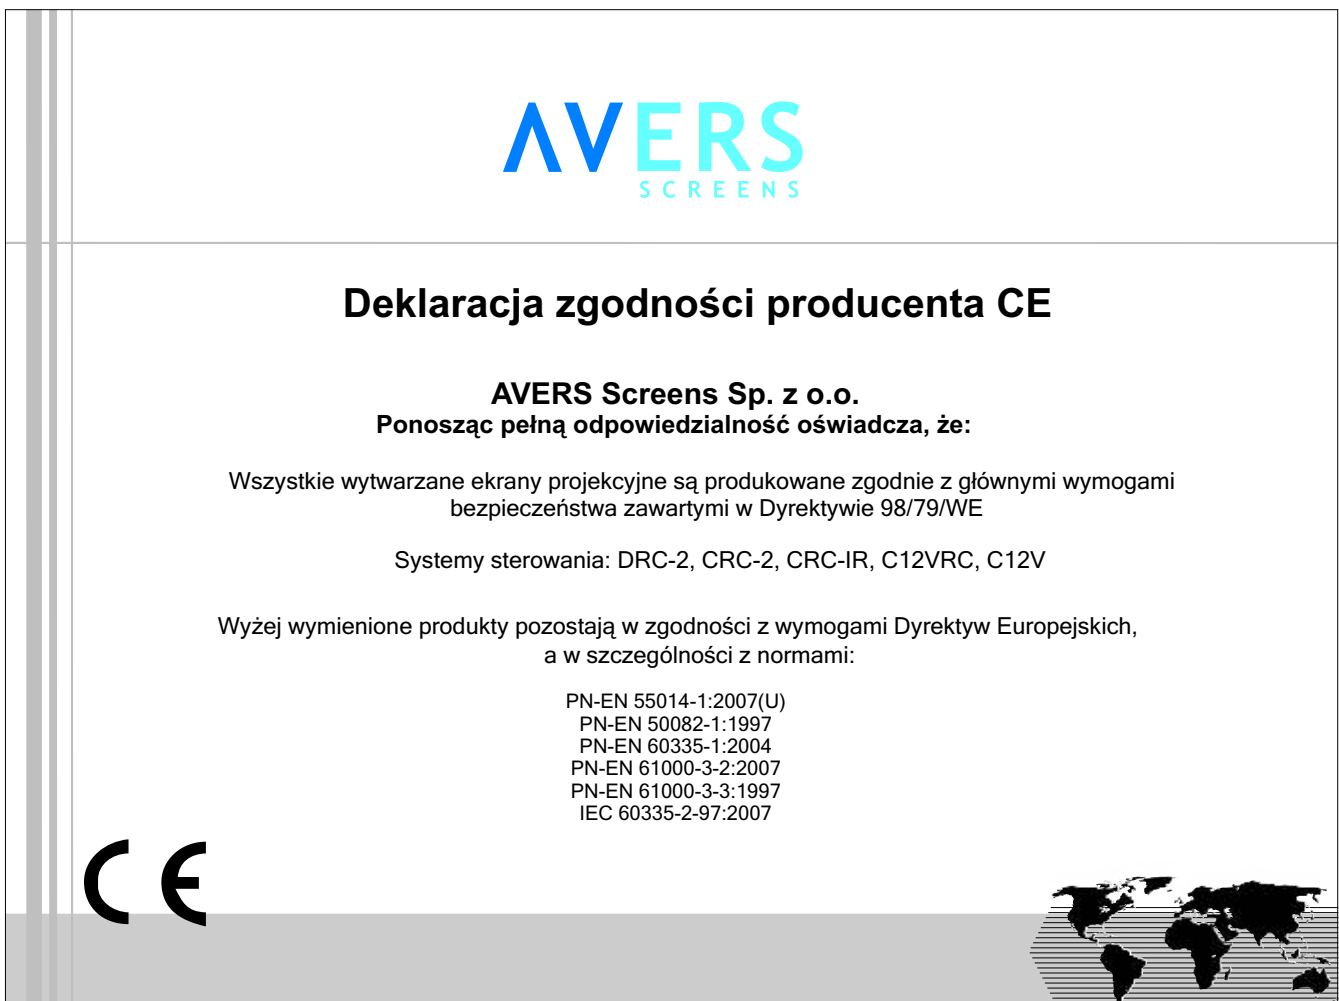 AVERS
SCREENS
Deklaracja zgodności producenta CE
AVERS Screens Sp. z o.o.
Ponosząc pełną odpowiedzialność oświadcza, że:
Wszystkie wytwarzane ekrany projekcyjne są produkowane zgodnie z głównymi wymogami
bezpieczeństwa zawartymi w Dyrektywie 98/79/WE
Systemy sterowania: DRC-2, CRC-2, CRC-IR, C12VRC, C12V
Wyżej wymienione produkty pozostają w zgodności z wymogami Dyrektyw Europejskich,
a w szczególności z normami:
PN-EN 55014-1:2007(U)
PN-EN 50082-1:1997
PN-EN 60335-1:2004
PN-EN 61000-3-2:2007
PN-EN 61000-3-3:1997
IEC 60335-2-97:2007
CE